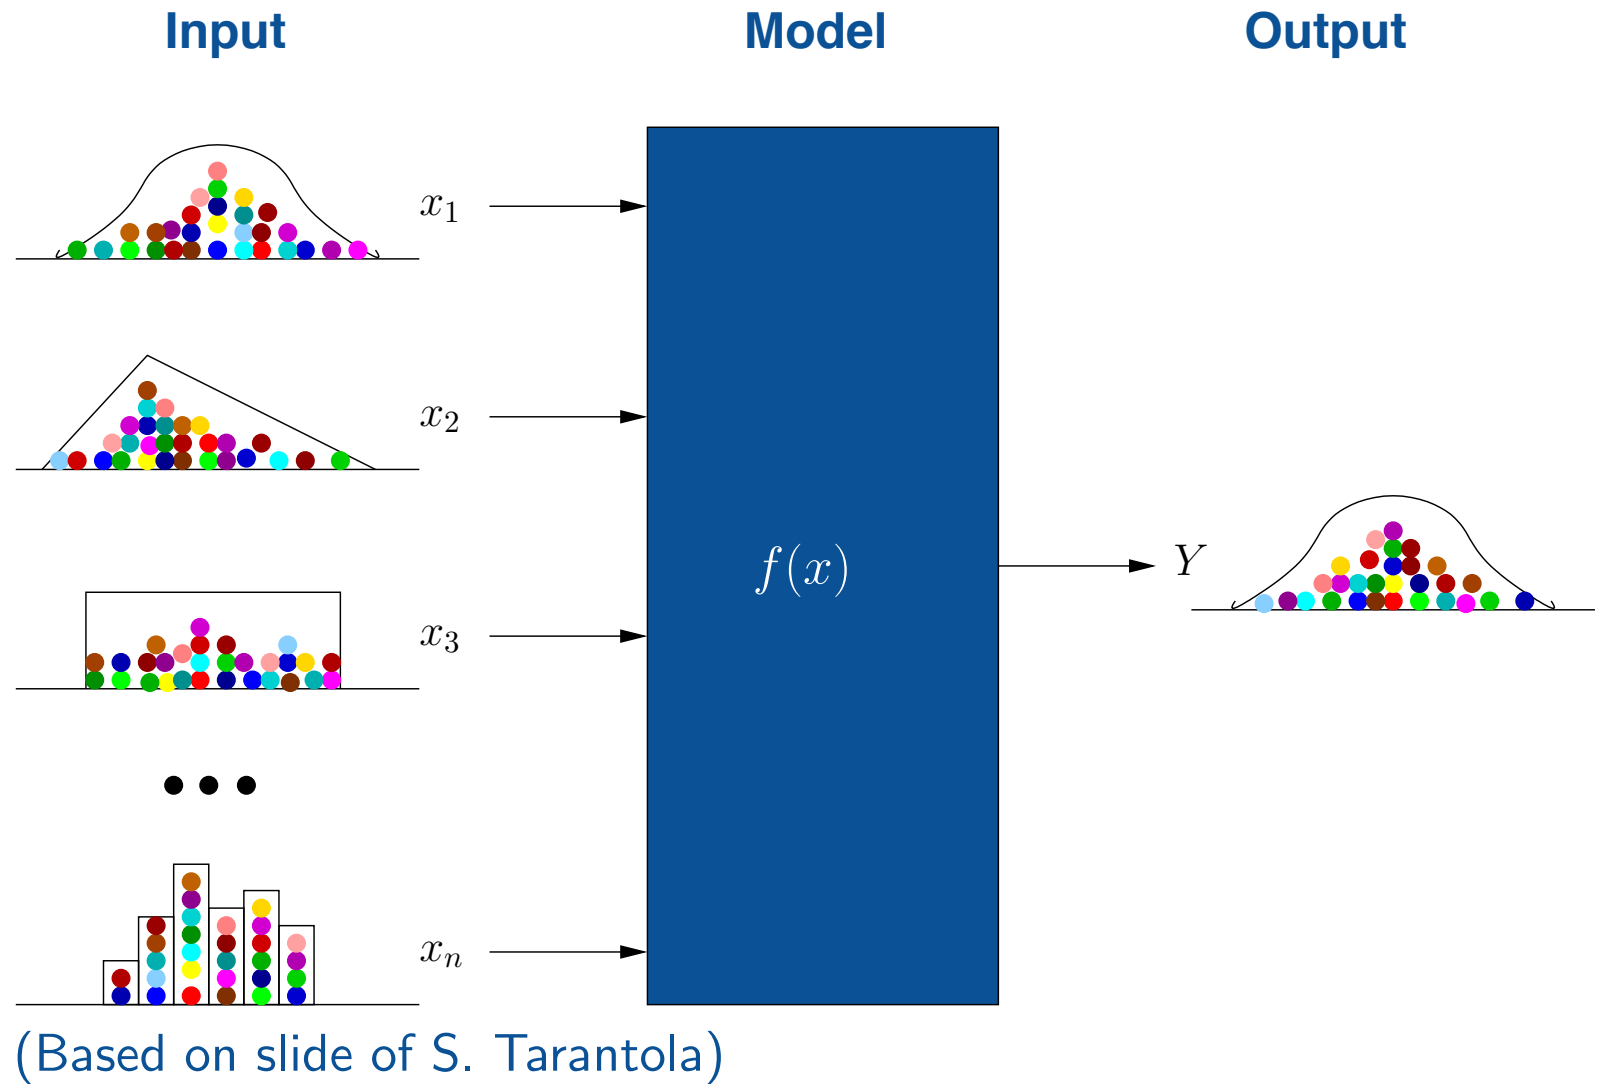 Input Model Output
x₁
x₂
f(x) Y
x₃
xₙ
(Based on slide of S. Tarantola)